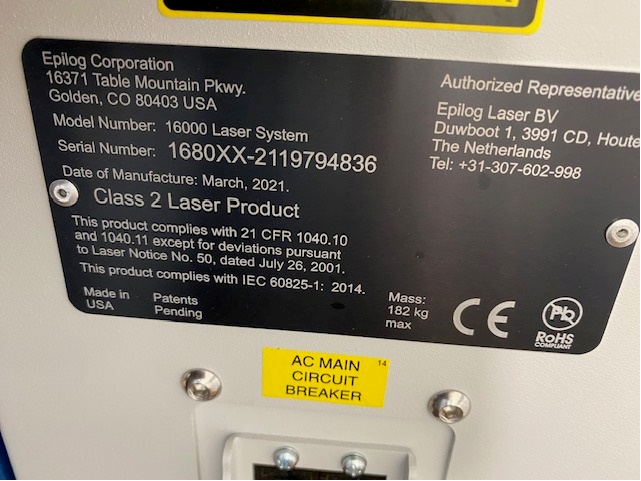 Epilog Corporation
16371 Table Mountain Pkwy.
Golden, CO 80403 USA
Model Number: 16000 Laser System
Serial Number: 1680XX-2119794836
Date of Manufacture: March, 2021.
Class 2 Laser Product
This product complies with 21 CFR 1040.10
and 1040.11 except for deviations pursuant
to Laser Notice No. 50, dated July 26, 2001.
This product complies with IEC 60825-1: 2014.
Made in
USA
Patents
Pending
Authorized Representative
Epilog Laser BV
Duwboot 1, 3991 CD, Houte
The Netherlands
Tel: +31-307-602-998
Mass:
182 kg
max
CE
Pb
RoHS
COMPLIANT
AC MAIN 14
CIRCUIT
BREAKER